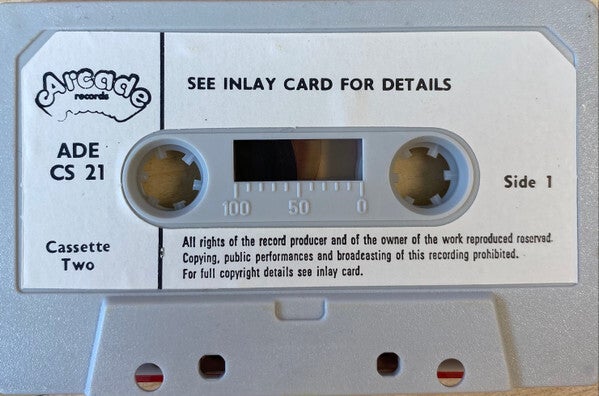 Arcade
records
SEE INLAY CARD FOR DETAILS
ADE
CS 21
100 50 0
Side 1
Cassette
Two
All rights of the record producer and of the owner of the work reproduced reserved.
Copying, public performances and broadcasting of this recording prohibited.
For full copyright details see inlay card.